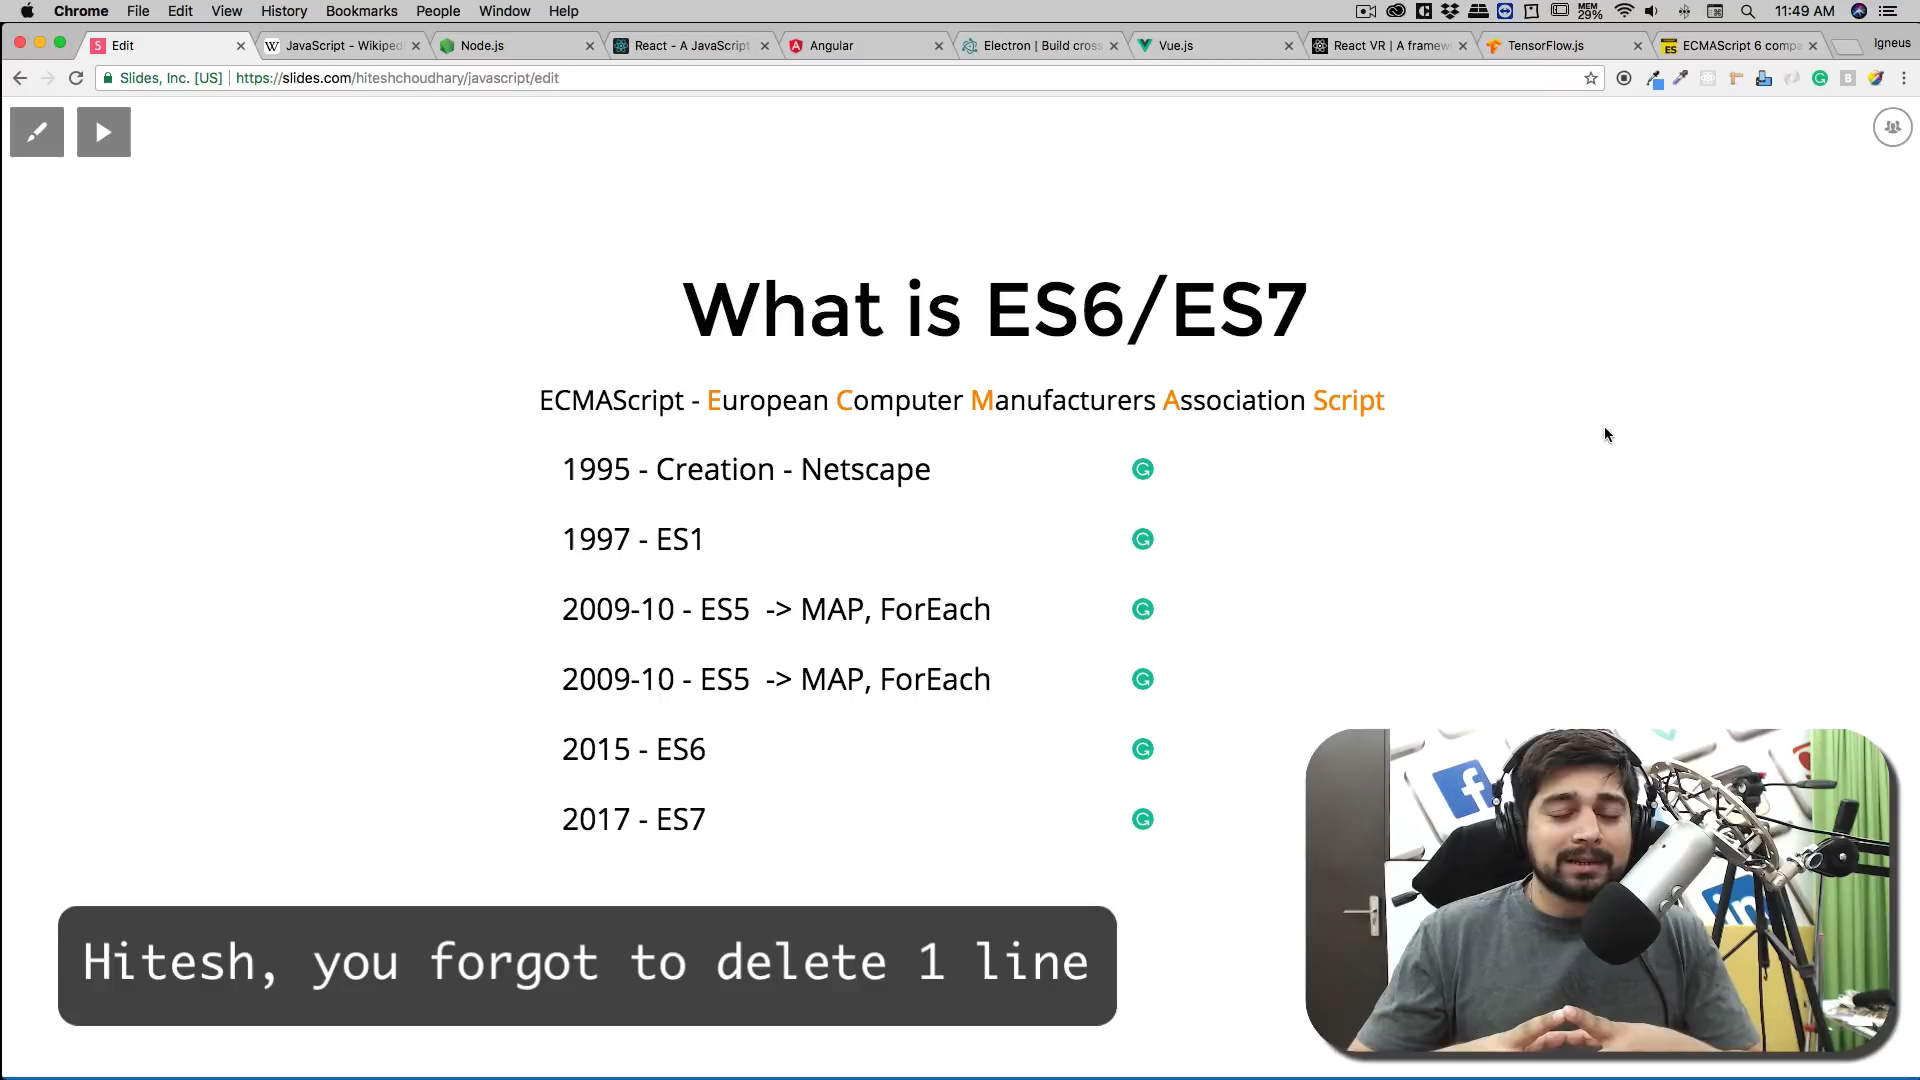 Chrome File Edit View History Bookmarks People Window Help MEM 29% 11:49 AM
Edit JavaScript - Wikiped Node.js React - A JavaScript Angular Electron | Build cross Vue.js React VR | A framew TensorFlow.js ECMAScript 6 compa Igneus
Slides, Inc. [US] https://slides.com/hiteshchoudhary/javascript/edit
What is ES6/ES7
ECMAScript - European Computer Manufacturers Association Script
1995 - Creation - Netscape
1997 - ES1
2009-10 - ES5 -> MAP, ForEach
2009-10 - ES5 -> MAP, ForEach
2015 - ES6
2017 - ES7
Hitesh, you forgot to delete 1 line